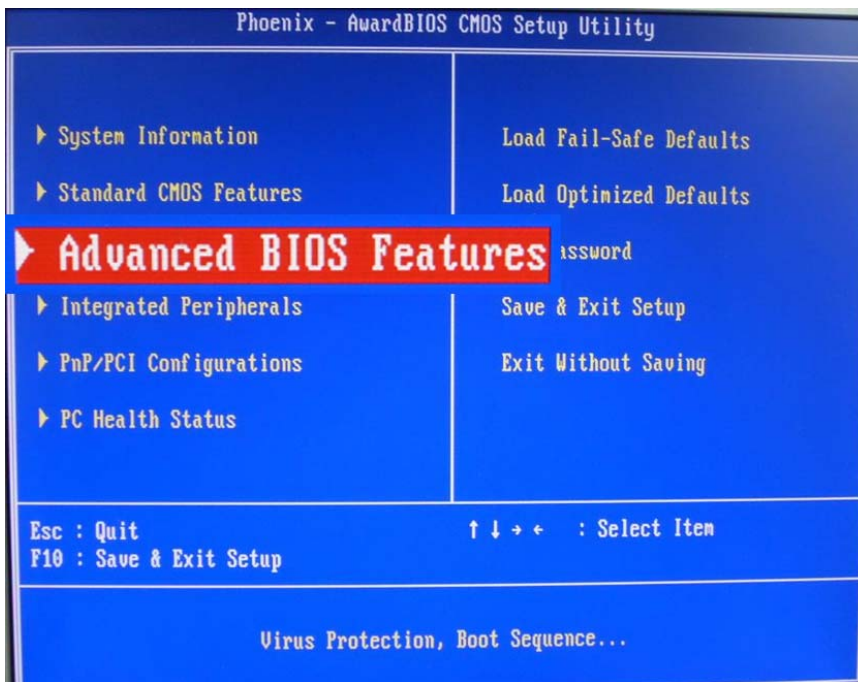 Phoenix - AwardBIOS CMOS Setup Utility
▶ System Information
▶ Standard CMOS Features
▶ Advanced BIOS Features
▶ Integrated Peripherals
▶ PnP/PCI Configurations
▶ PC Health Status
Load Fail-Safe Defaults
Load Optimized Defaults
assword
Save & Exit Setup
Exit Without Saving
Esc : Quit
F10 : Save & Exit Setup
↑ ↓ → ← : Select Item
Virus Protection, Boot Sequence...